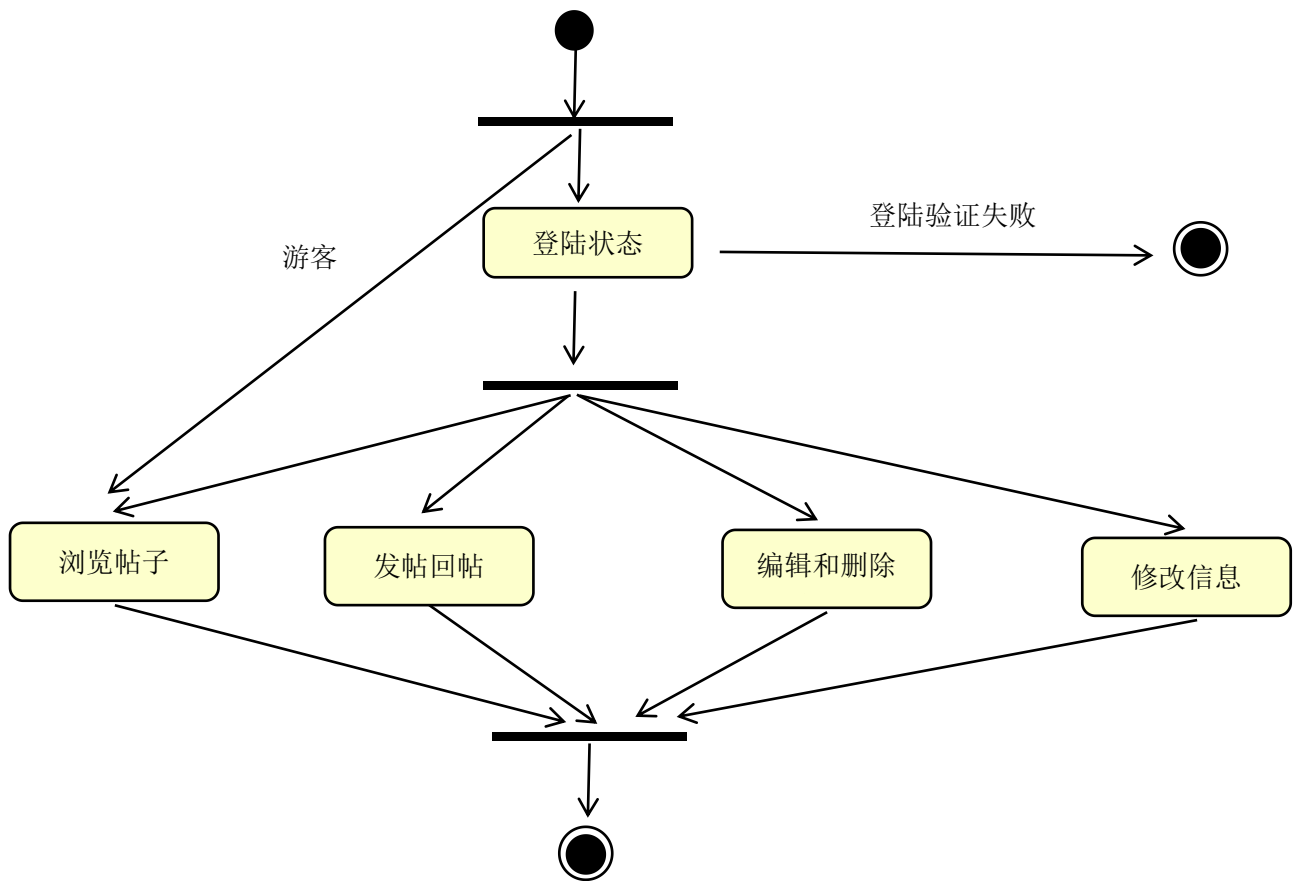 登陆验证失败
登陆状态
游客
浏览帖子
发帖回帖
编辑和删除
修改信息